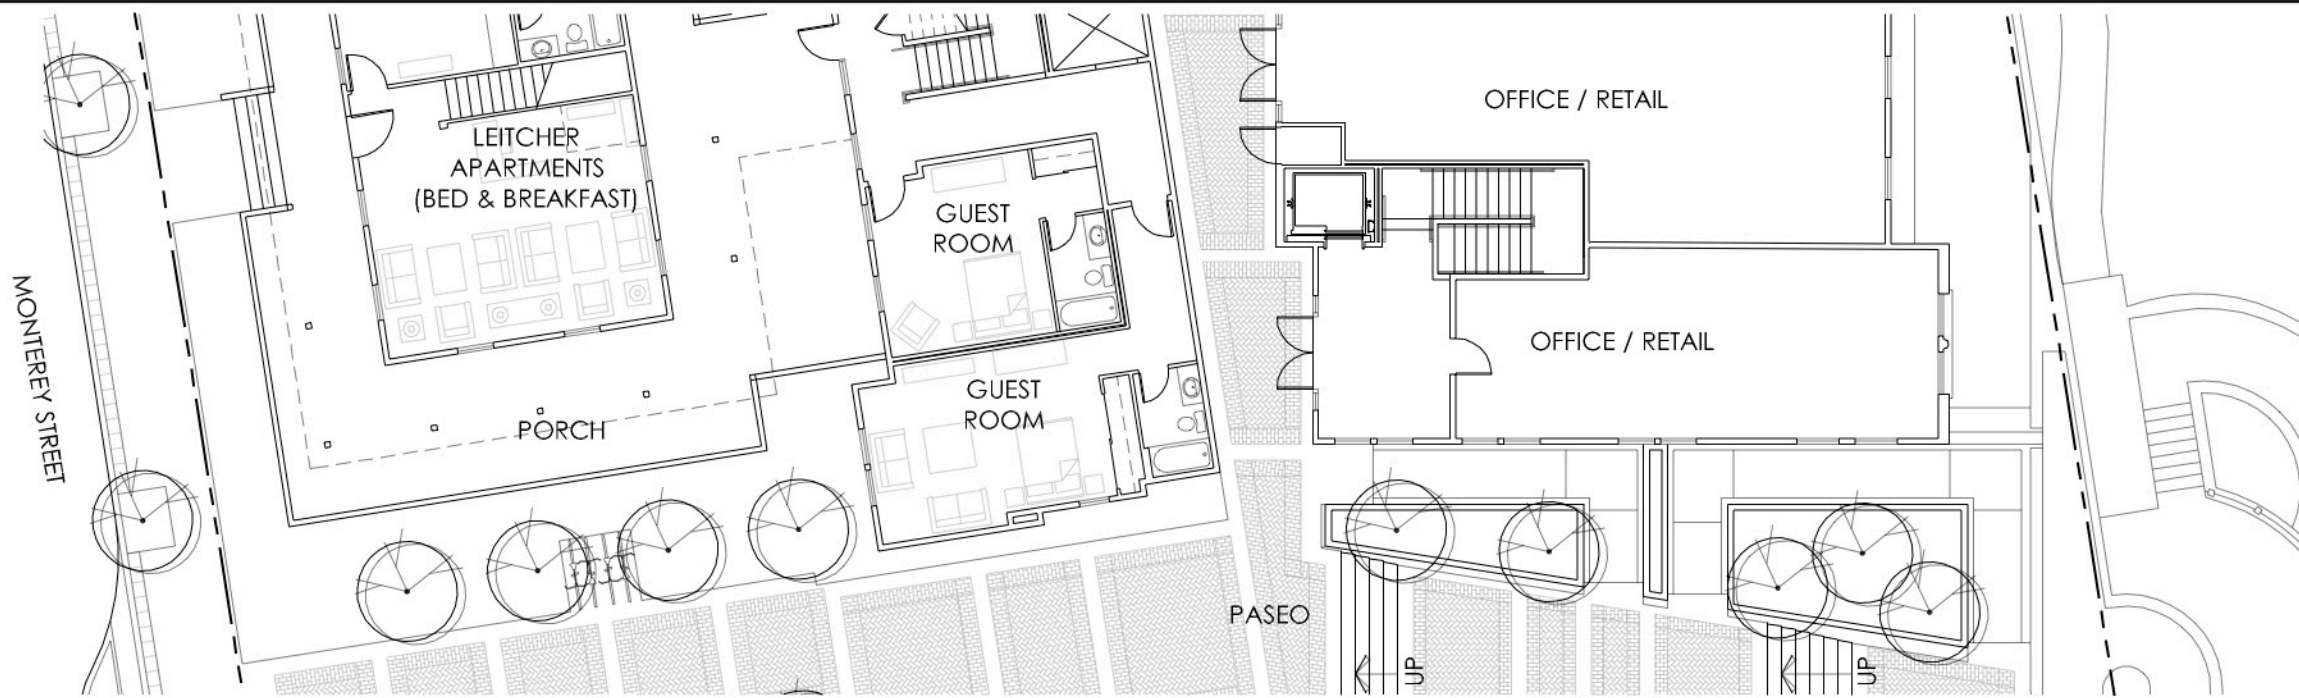 OFFICE / RETAIL
LEITCHER
APARTMENTS
(BED & BREAKFAST)
GUEST
ROOM
MONTEREY STREET
OFFICE / RETAIL
GUEST
ROOM
PORCH
PASEO
UP
UP